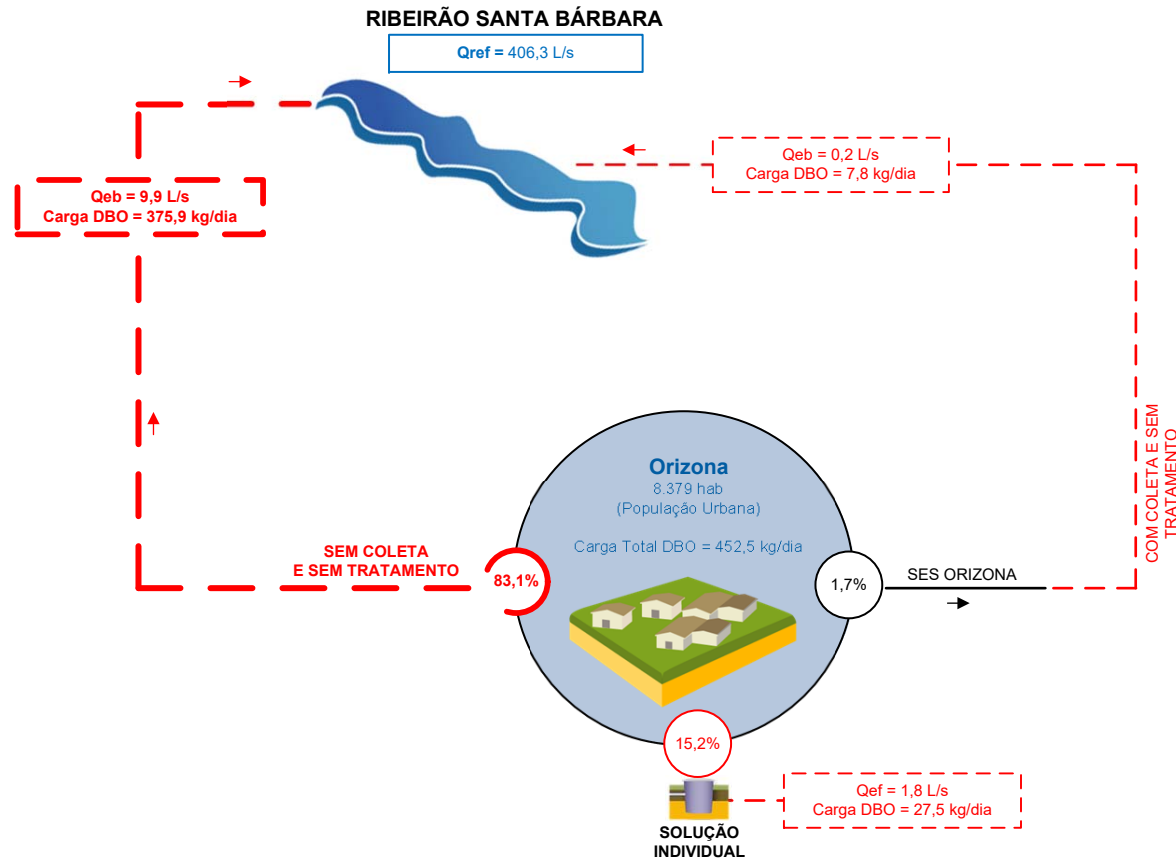 RIBEIRÃO SANTA BÁRBARA
Qref = 406,3 L/s
Qeb = 0,2 L/s
Carga DBO = 7,8 kg/dia
Qeb = 9,9 L/s
Carga DBO = 375,9 kg/dia
COM COLETA E SEM
TRATAMENTO
Orizona
8.379 hab
(População Urbana)
Carga Total DBO = 452,5 kg/dia
SEM COLETA
E SEM TRATAMENTO
83,1%
1,7%
SES ORIZONA
15,2%
Qef = 1,8 L/s
Carga DBO = 27,5 kg/dia
SOLUÇÃO
INDIVIDUAL